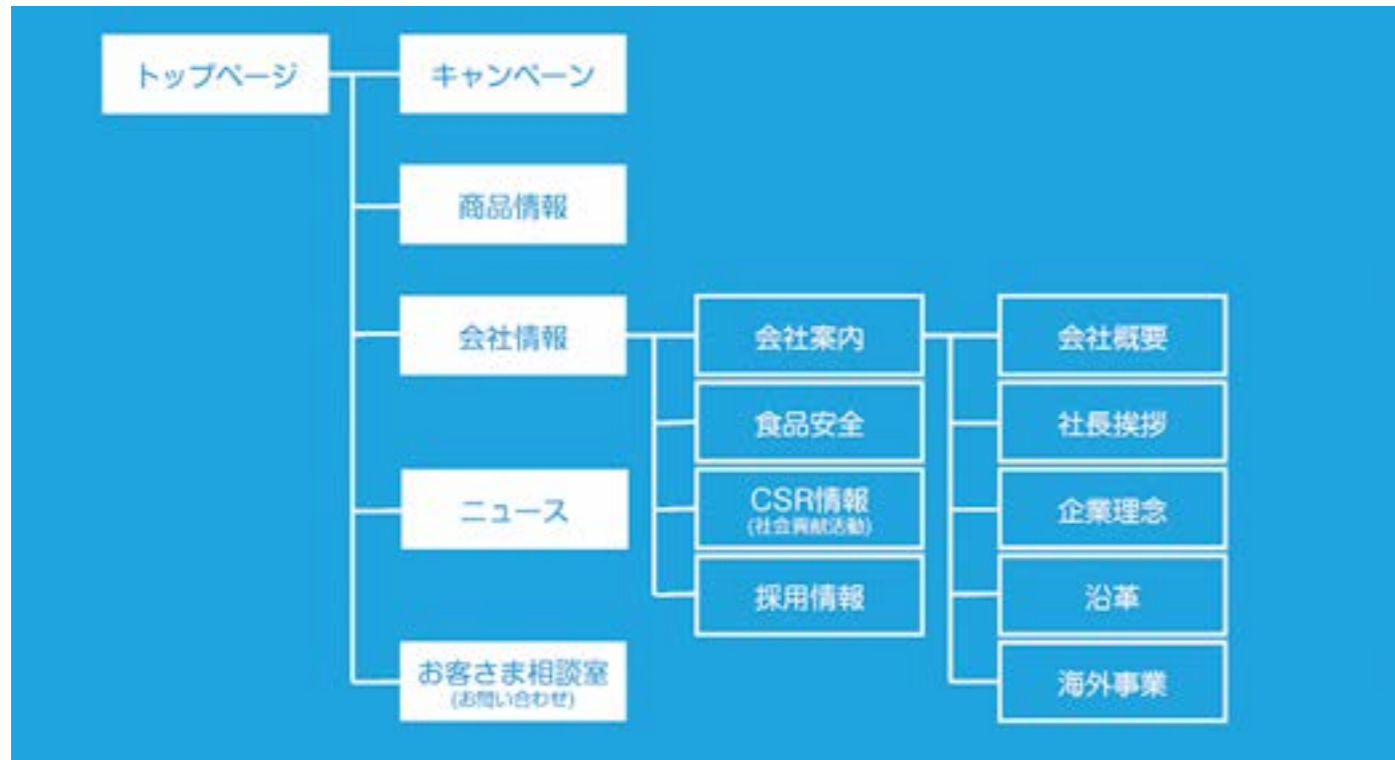 トップページ
キャンペーン
商品情報
会社情報
会社案内
会社概要
食品安全
社長挨拶
ニュース
CSR情報
(社会貢献活動)
企業理念
採用情報
沿革
お客さま相談室
(お問い合わせ)
海外事業